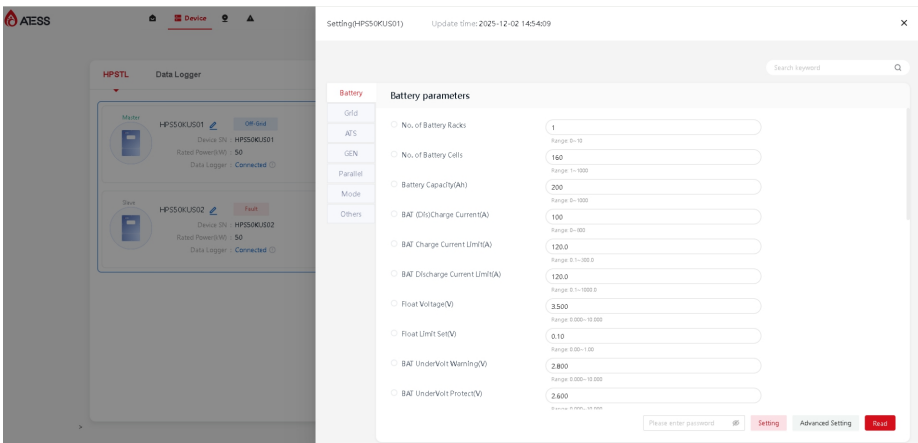 ATESS
Device
Setting(HPS50KUS01) Update time: 2025-12-02 14:54:09
Search keyword
HPSTL Data Logger
Battery
Grid
ATS
GEN
Parallel
Mode
Others
Master
HPS50KUS01 Off-Grid
Device SN: HPS50KUS01
Rated Power(kW): 50
Data Logger: Connected
Slave
HPS50KUS02 Fault
Device SN: HPS50KUS02
Rated Power(kW): 50
Data Logger: Connected
Battery parameters
No. of Battery Racks 1
Range: 0~10
No. of Battery Cells 160
Range: 1~1000
Battery Capacity(Ah) 200
Range: 0~1000
BAT (Dis)Charge Current(A) 100
Range: 0~300
BAT Charge Current Limit(A) 120.0
Range: 0.1~300.0
BAT Discharge Current Limit(A) 120.0
Range: 0.1~1000.0
Float Voltage(V) 3.500
Range: 0.000~10.000
Float Limit Set(V) 0.10
Range: 0.00~1.00
BAT UnderVolt Warning(V) 2.800
Range: 0.000~10.000
BAT UnderVolt Protect(V) 2.600
Range: 0.000~10.000
Please enter password Setting Advanced Setting Read